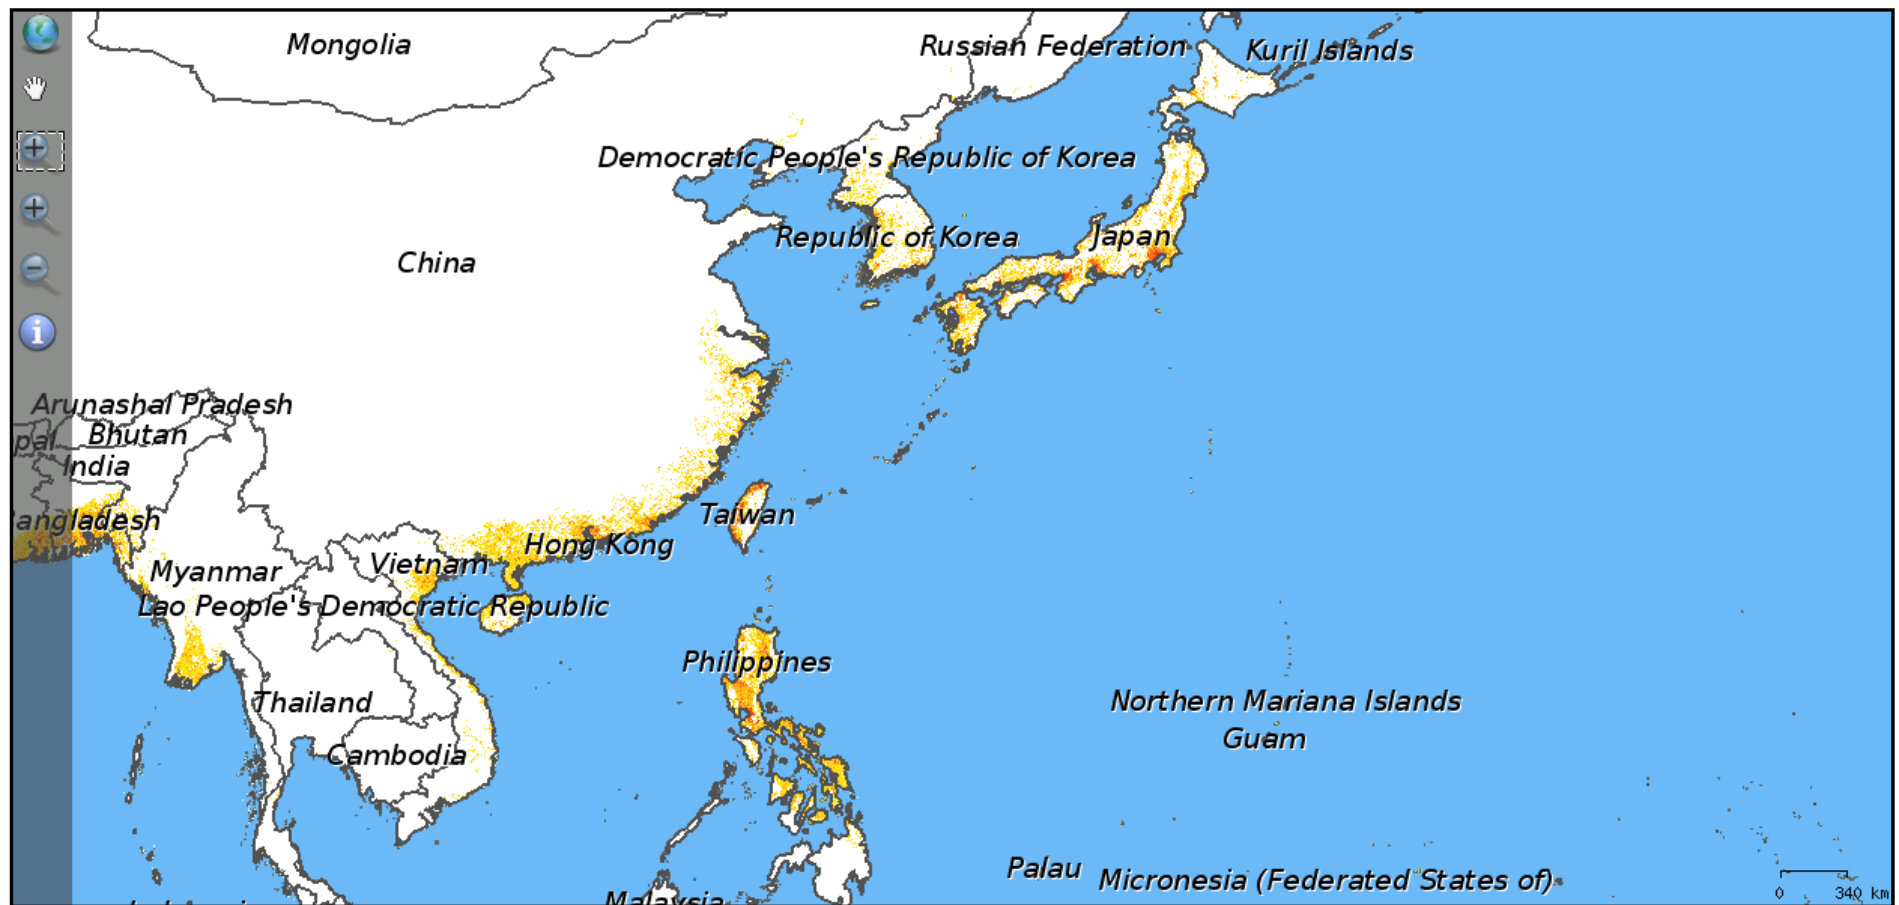 Mongolia
Russian Federation
Kuril Islands
Democratic People's Republic of Korea
Republic of Korea
Japan
China
Arunashal Pradesh
Bhutan
pal
India
angladesh
Taiwan
Hong Kong
Vietnam
Myanmar
Lao People's Democratic Republic
Philippines
Thailand
Northern Mariana Islands
Guam
Cambodia
Palau
Micronesia (Federated States of)
Malaysia
0 340 km